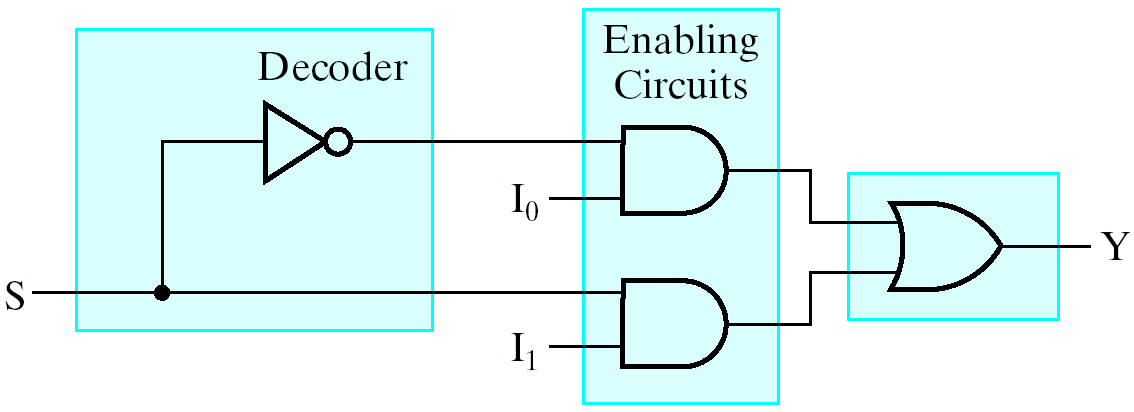 Decoder
Enabling
Circuits
I₀
S
I₁
Y